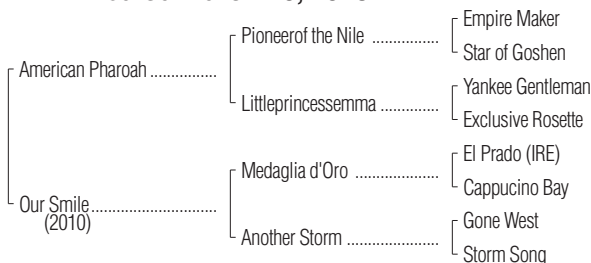 Empire Maker
Pioneerof the Nile ................
Star of Goshen
American Pharoah ................
Yankee Gentleman
Littleprincessemma ..............
Exclusive Rosette
El Prado (IRE)
Medaglia d'Oro ....................
Cappucino Bay
Our Smile..............................
(2010)
Gone West
Another Storm ......................
Storm Song